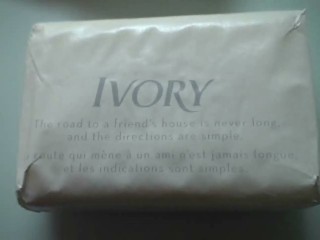 IVORY
The road to a friend's house is never long,
and the directions are simple.
route qui mène à un ami n'est jamais longue
et les indications sont simples.